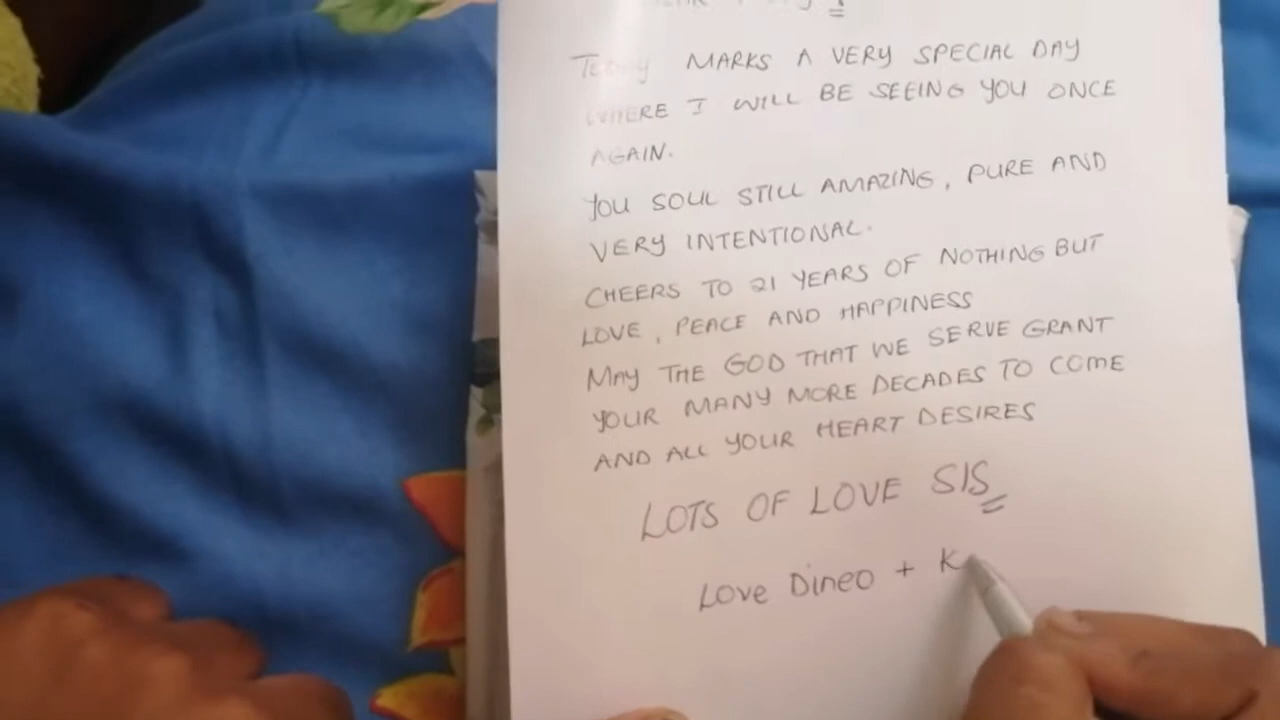 Today MARKS A VERY SPECIAL DAY
WHERE I WILL BE SEEING YOU ONCE
AGAIN.
YOU SOUL STILL AMAZING, PURE AND
VERY INTENTIONAL.
CHEERS TO 21 YEARS OF NOTHING BUT
LOVE, PEACE AND HAPPINESS
MAY THE GOD THAT WE SERVE GRANT
YOUR MANY MORE DECADES TO COME
AND ALL YOUR HEART DESIRES
LOTS OF LOVE SIS
Love Dineo + K